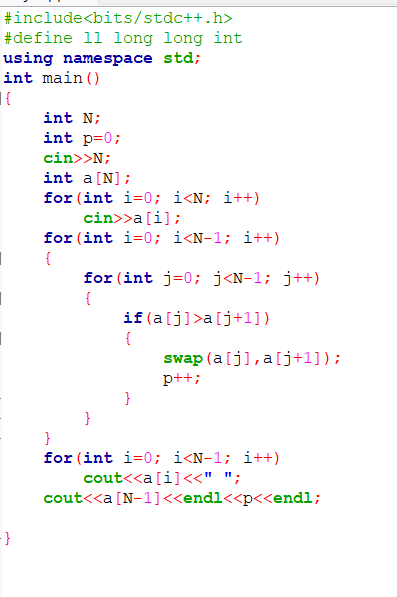 #include<bits/stdc++.h>
#define ll long long int
using namespace std;
int main()
{
    int N;
    int p=0;
    cin>>N;
    int a[N];
    for(int i=0; i<N; i++)
        cin>>a[i];
    for(int i=0; i<N-1; i++)
    {
        for(int j=0; j<N-1; j++)
        {
            if(a[j]>a[j+1])
            {
                swap(a[j],a[j+1]);
                p++;
            }
        }
    }
    for(int i=0; i<N-1; i++)
        cout<<a[i]<<" ";
    cout<<a[N-1]<<endl<<p<<endl;
}